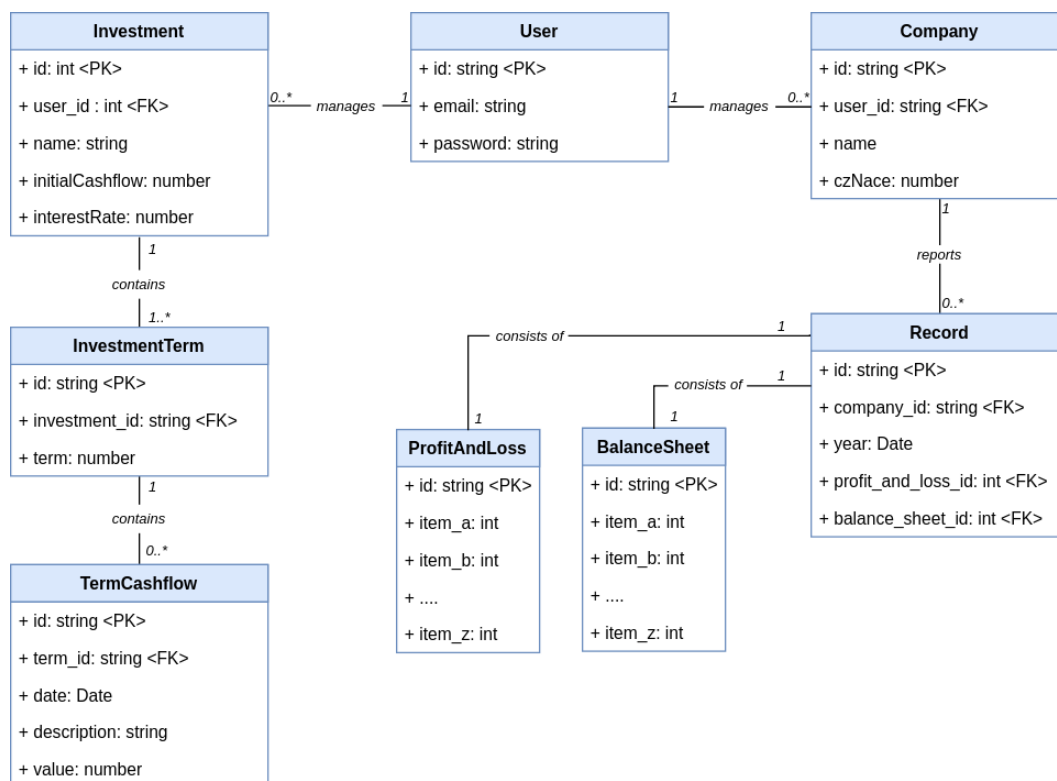 Investment
+ id: int <PK>
+ user_id : int <FK>
+ name: string
+ initialCashflow: number
+ interestRate: number
0..*
manages
1
User
+ id: string <PK>
+ email: string
+ password: string
1
manages
0..*
Company
+ id: string <PK>
+ user_id: string <FK>
+ name
+ czNace: number
1
contains
1..*
InvestmentTerm
+ id: string <PK>
+ investment_id: string <FK>
+ term: number
1
contains
0..*
TermCashflow
+ id: string <PK>
+ term_id: string <FK>
+ date: Date
+ description: string
+ value: number
1
reports
0..*
Record
+ id: string <PK>
+ company_id: string <FK>
+ year: Date
+ profit_and_loss_id: int <FK>
+ balance_sheet_id: int <FK>
consists of
1
1
ProfitAndLoss
+ id: string <PK>
+ item_a: int
+ item_b: int
+ ....
+ item_z: int
consists of
1
1
BalanceSheet
+ id: string <PK>
+ item_a: int
+ item_b: int
+ ....
+ item_z: int